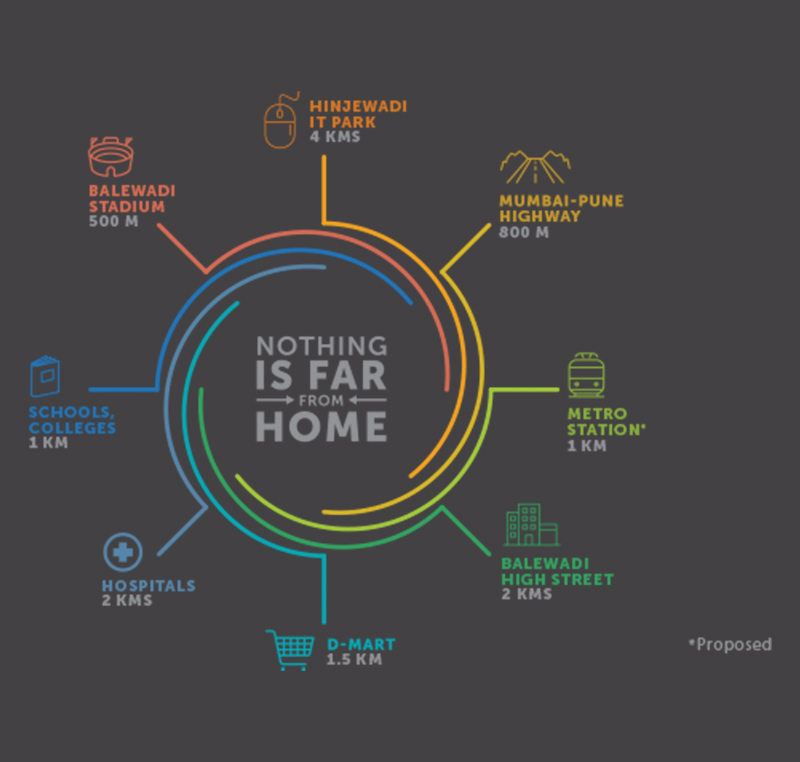 HINJEWADI
IT PARK
4 KMS
BALEWADI
STADIUM
500 M
MUMBAI-PUNE
HIGHWAY
800 M
NOTHING
IS FAR
FROM
HOME
SCHOOLS,
COLLEGES
1 KM
METRO
STATION*
1 KM
HOSPITALS
2 KMS
BALEWADI
HIGH STREET
2 KMS
D-MART
1.5 KM
*Proposed